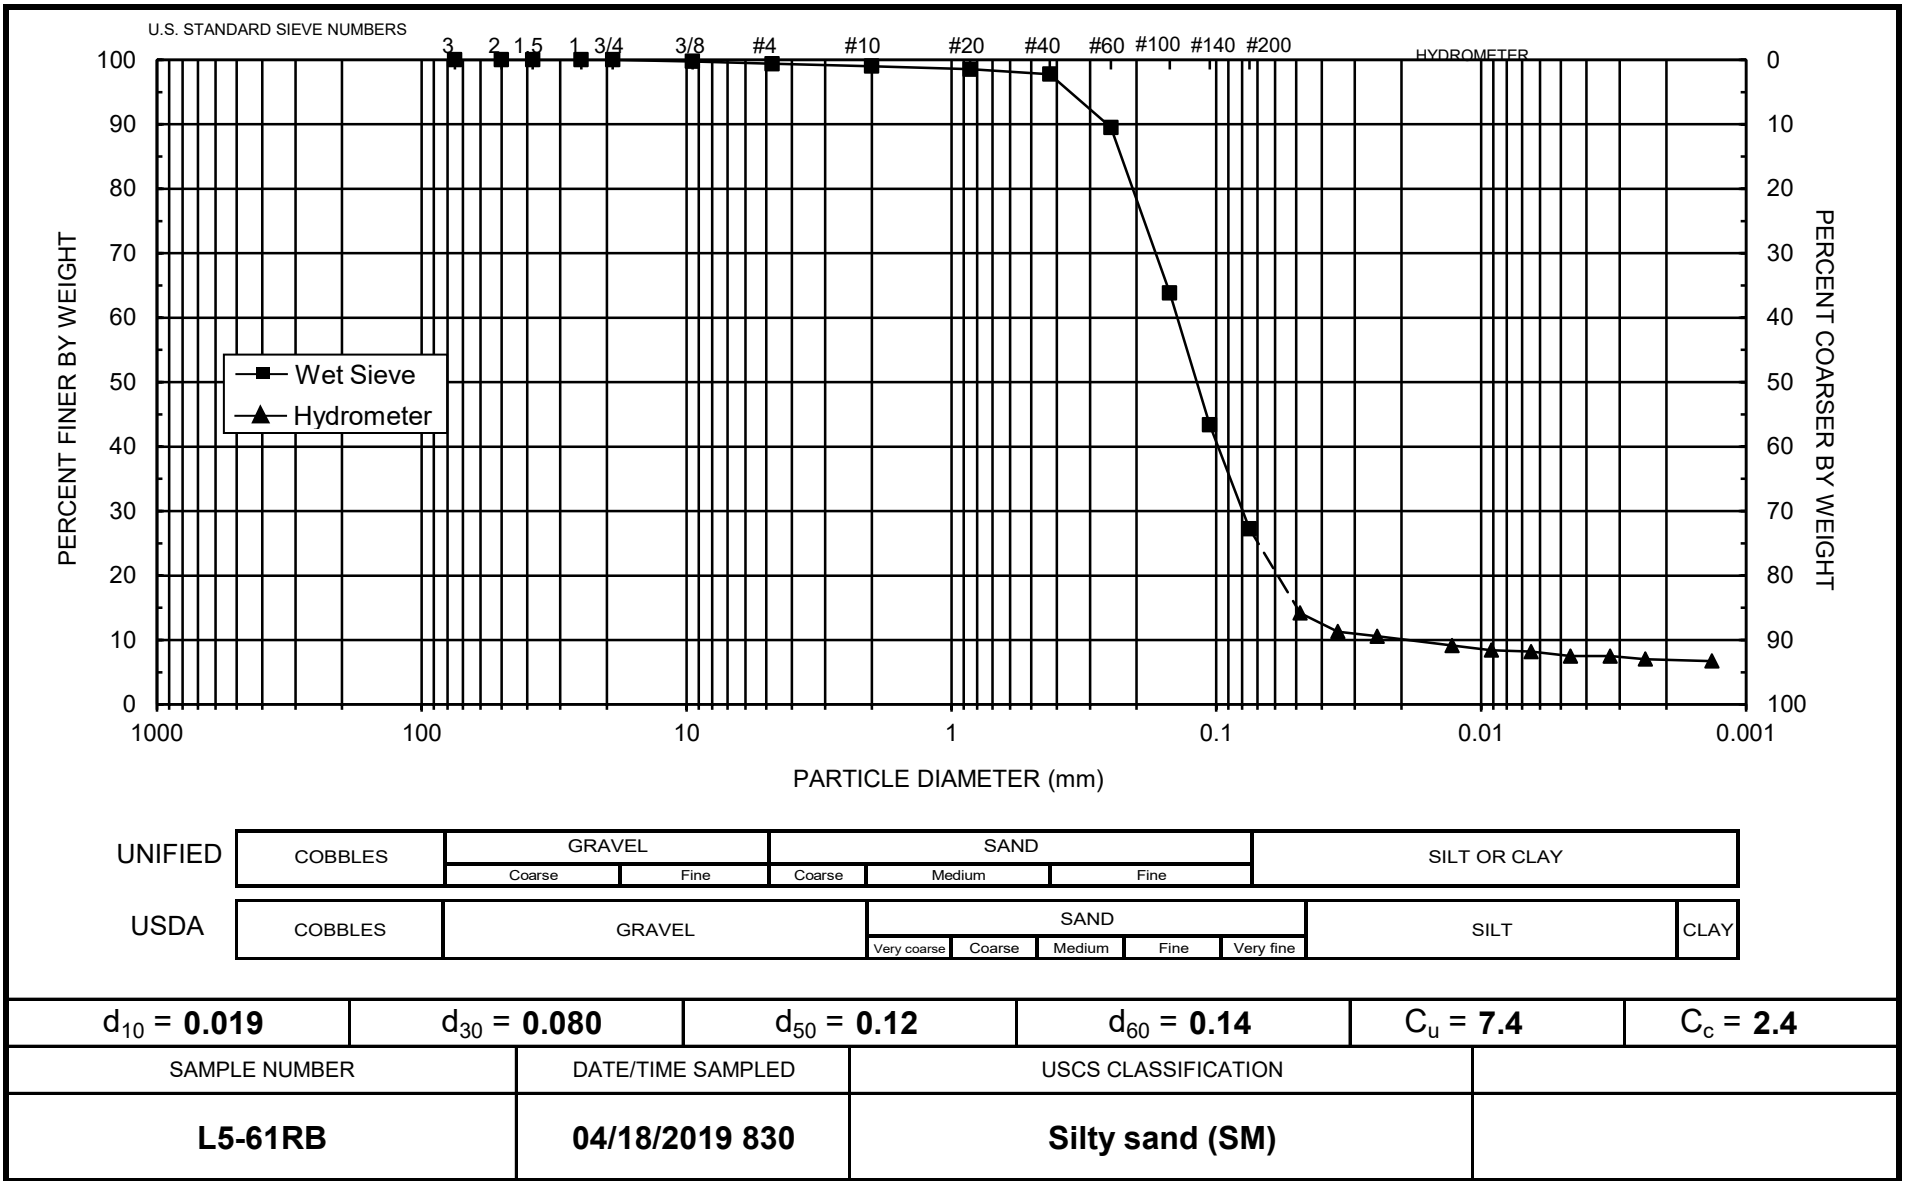 U.S. STANDARD SIEVE NUMBERS
3 2 1.5 1 3/4 3/8 #4 #10 #20 #40 #60 #100 #140 #200
HYDROMETER
100 0
90 10
80 20
70 30
60 40
50 50
40 60
30 70
20 80
10 90
0 100
PERCENT FINER BY WEIGHT
PERCENT COARSER BY WEIGHT
Wet Sieve
Hydrometer
1000 100 10 1 0.1 0.01 0.001
PARTICLE DIAMETER (mm)
UNIFIED
COBBLES GRAVEL SAND SILT OR CLAY
Coarse Fine Coarse Medium Fine
USDA
COBBLES GRAVEL SAND SILT CLAY
Very coarse Coarse Medium Fine Very fine
d10 = 0.019 d30 = 0.080 d50 = 0.12 d60 = 0.14 Cu = 7.4 Cc = 2.4
SAMPLE NUMBER DATE/TIME SAMPLED USCS CLASSIFICATION
L5-61RB 04/18/2019 830 Silty sand (SM)